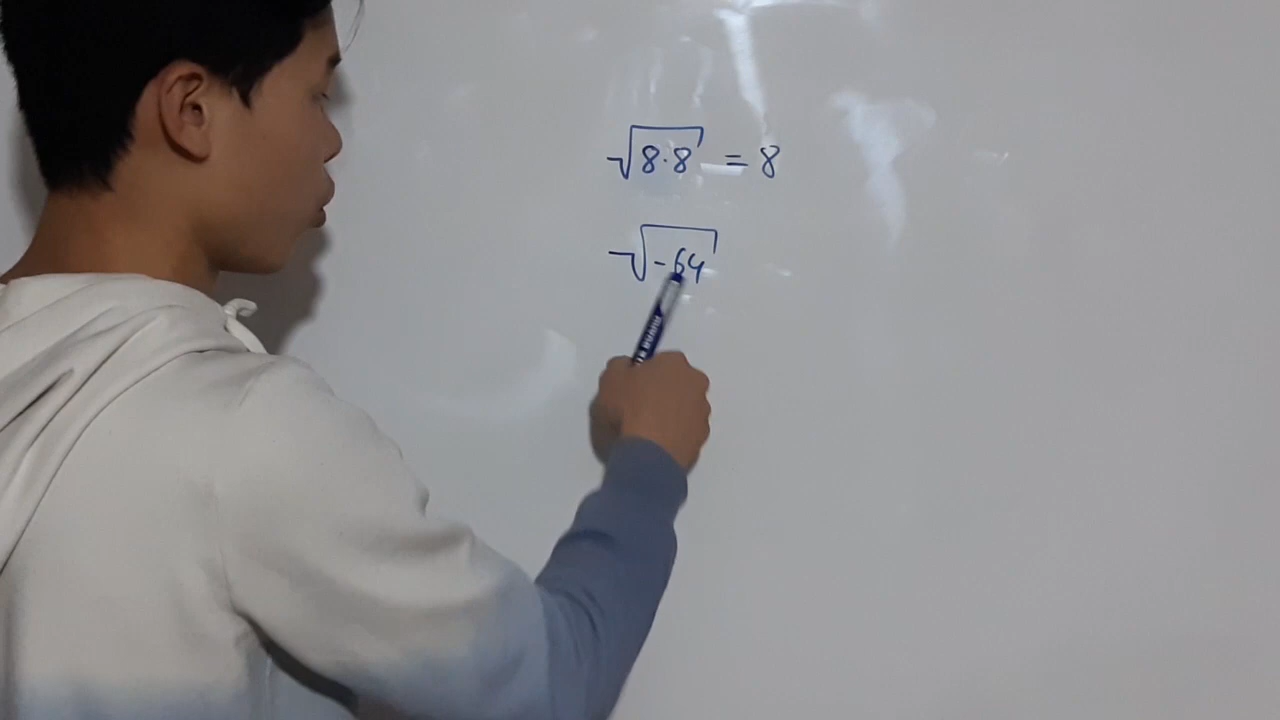 √8·8 = 8
√-64